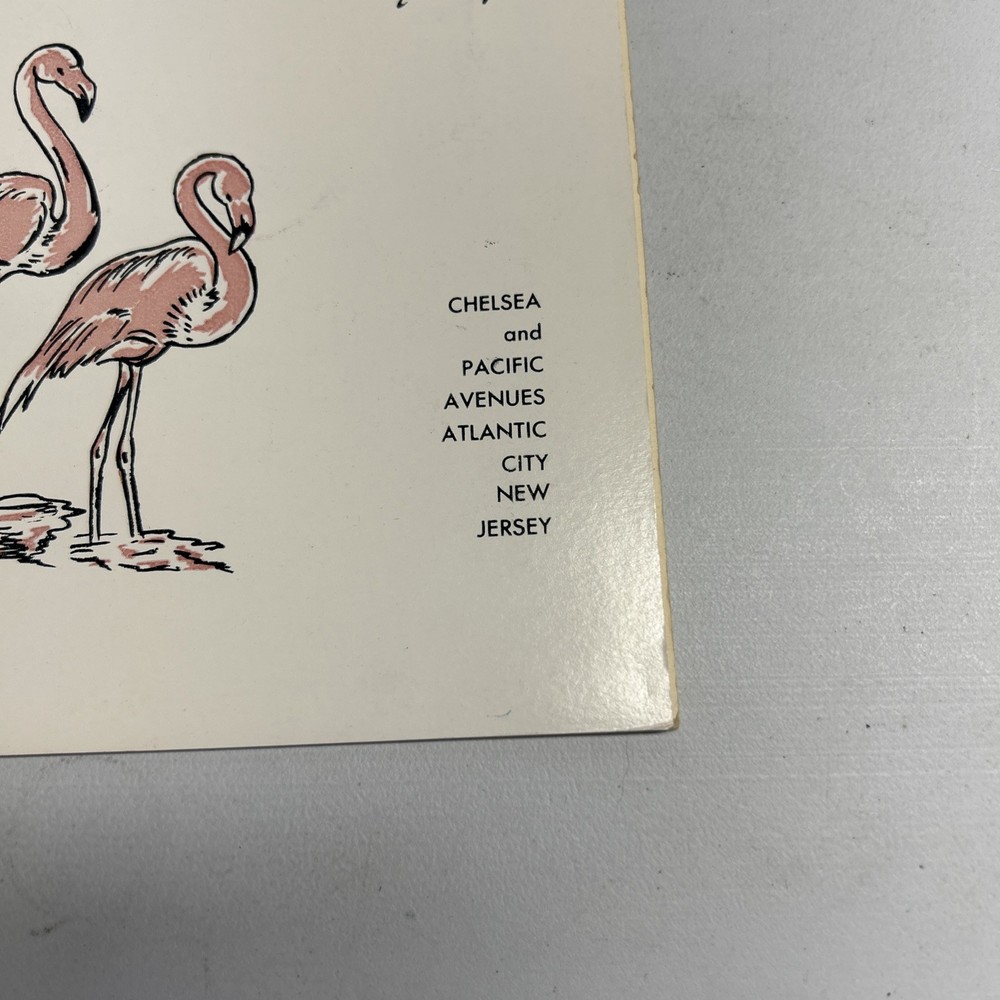 CHELSEA
and
PACIFIC
AVENUES
ATLANTIC
CITY
NEW
JERSEY